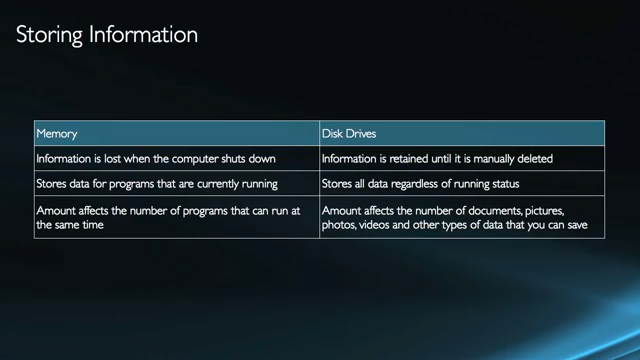 Storing Information
Memory
Disk Drives
Information is lost when the computer shuts down
Information is retained until it is manually deleted
Stores data for programs that are currently running
Stores all data regardless of running status
Amount affects the number of programs that can run at
the same time
Amount affects the number of documents, pictures,
photos, videos and other types of data that you can save